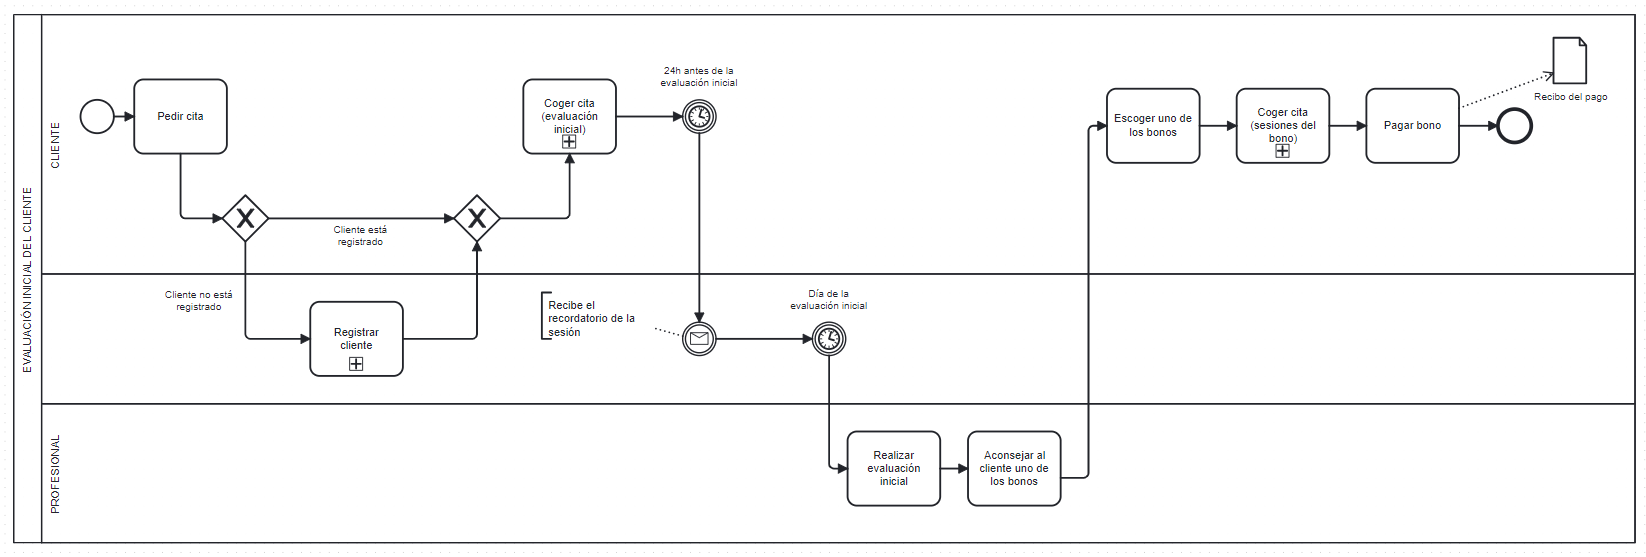 EVALUACIÓN INICIAL DEL CLIENTE
CLIENTE
Pedir cita
Coger cita
(evaluación
inicial)
24h antes de la
evaluación inicial
Escoger uno de
los bonos
Coger cita
(sesiones del
bono)
Pagar bono
Recibo del pago
Cliente está
registrado
Cliente no está
registrado
Registrar
cliente
Recibe el
recordatorio de la
sesión
Día de la
evaluación inicial
PROFESIONAL
Realizar
evaluación
inicial
Aconsejar al
cliente uno de
los bonos